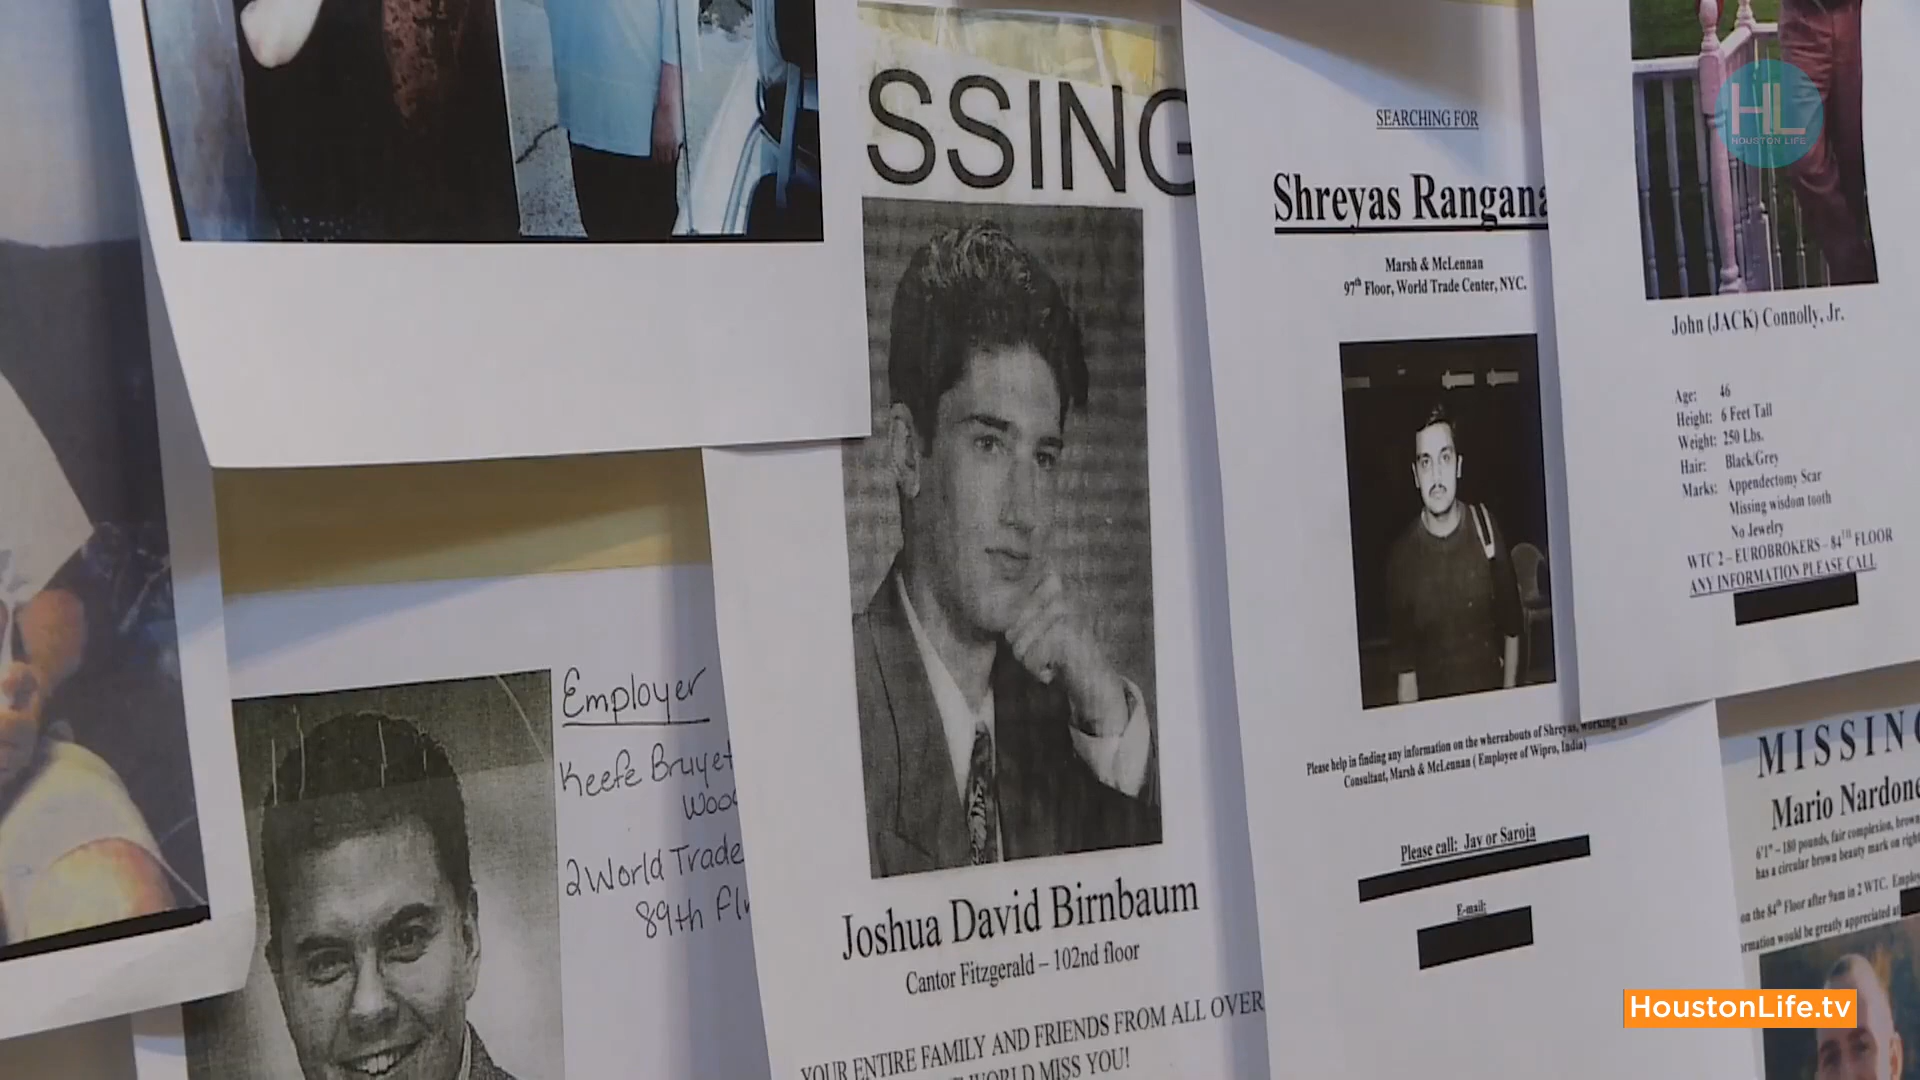 SSING
Joshua David Birnbaum
Cantor Fitzgerald – 102nd floor
YOUR ENTIRE FAMILY AND FRIENDS FROM ALL OVER
WORLD MISS YOU!
Employer
Keefe Bruyet
2 World Trade
89th
SEARCHING FOR
Shreyas Rangana
Marsh & McLennan
97th Floor, World Trade Center, NYC.
Please help in finding any information on the whereabouts of Shreyas, working as
Consultant, Marsh & McLennan ( Employee of Wipro, India)
Please call: Jay or Saroja
E-mail:
HL
HOUSTON LIFE
John (JACK) Connolly, Jr.
Age: 46
Height: 6 Feet Tall
Weight: 250 Lbs.
Hair: Black/Grey
Marks: Appendectomy Scar
Missing wisdom tooth
No Jewelry
WTC 2 – EUROBROKERS – 84TH FLOOR
ANY INFORMATION PLEASE CALL
MISSING
Mario Nardone
6'1" – 180 pounds, fair complexion, brown
has a circular brown beauty mark on right
on the 84th Floor after 9am in 2 WTC. Employ
ormation would be greatly appreciated at
HoustonLife.tv